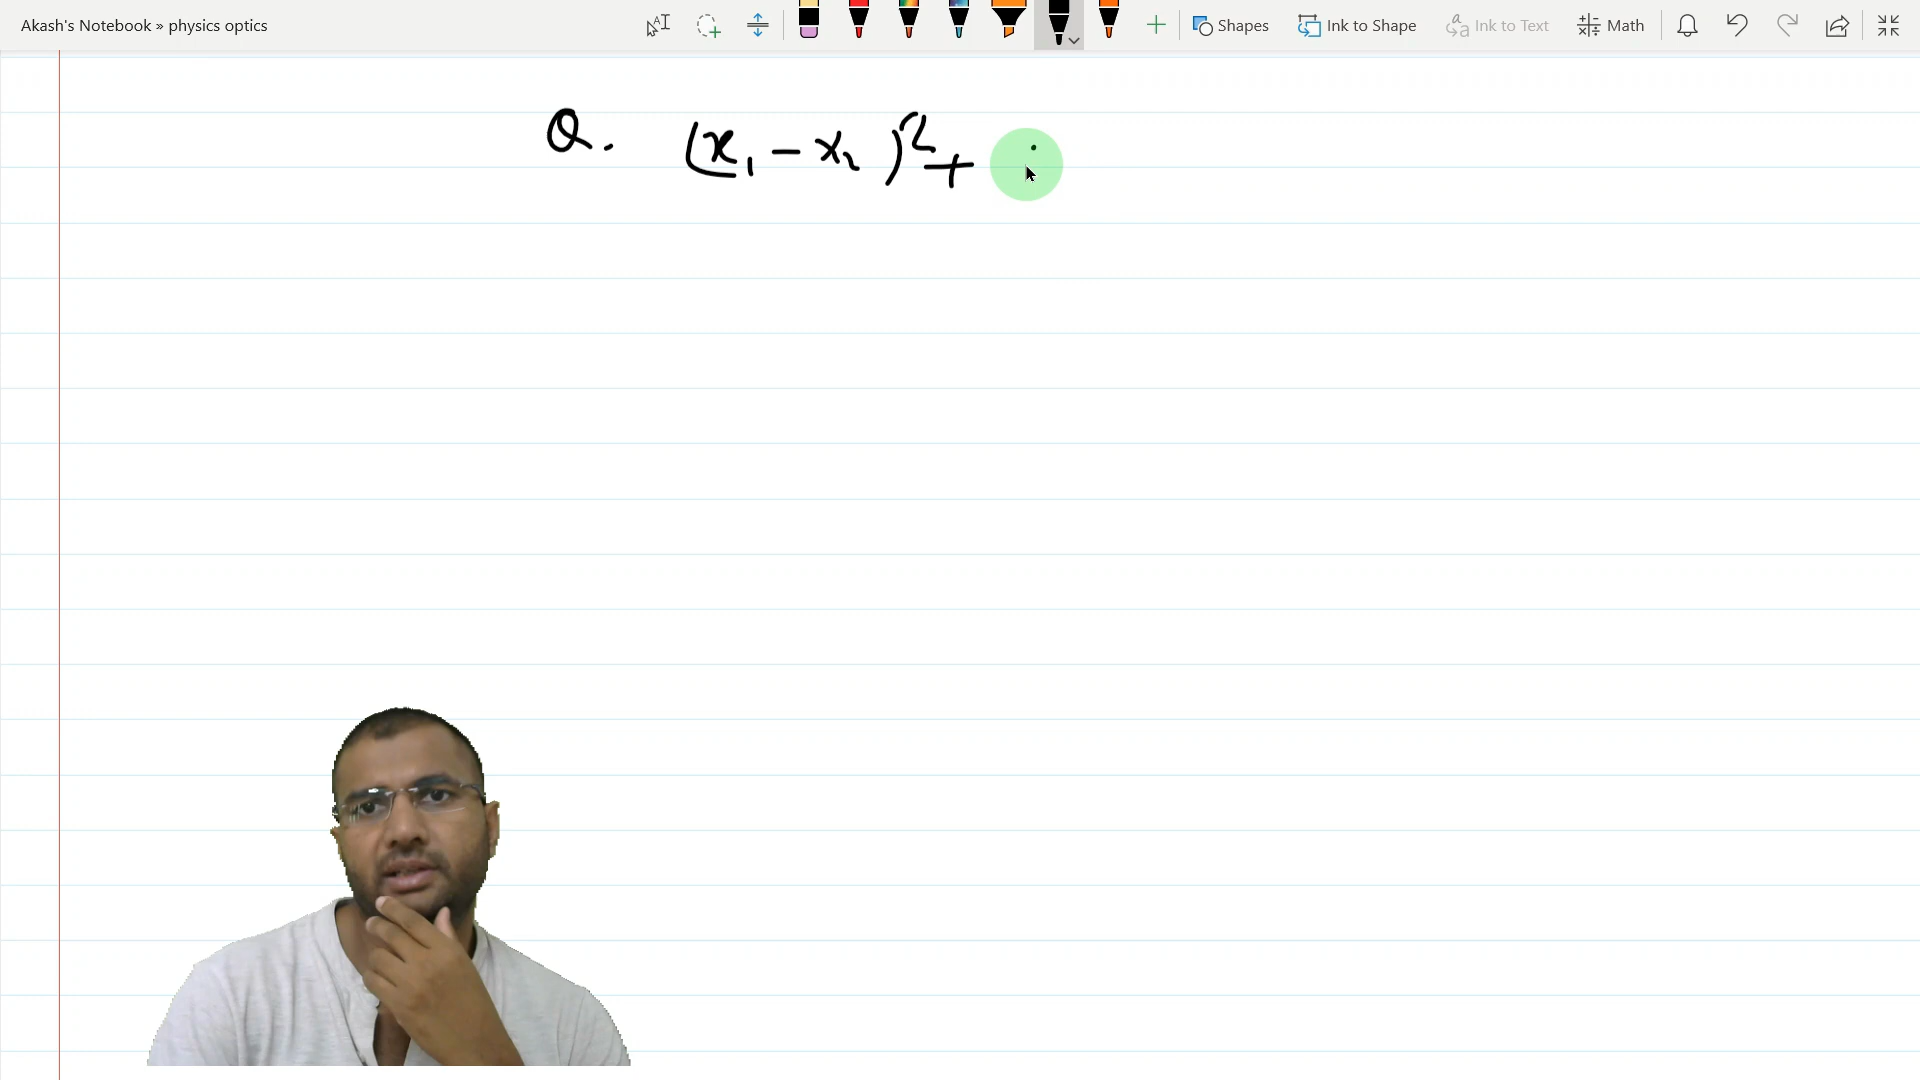 Akash's Notebook » physics optics Shapes Ink to Shape Ink to Text Math
Q. (x₁ - x₂)² +